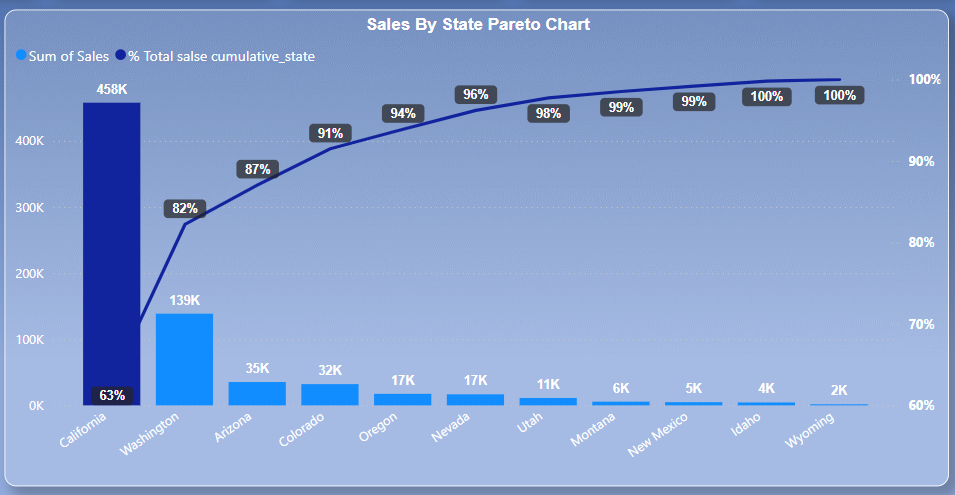 Sales By State Pareto Chart
Sum of Sales % Total salse cumulative_state
458K 139K 35K 32K 17K 17K 11K 6K 5K 4K 2K
63% 82% 87% 91% 94% 96% 98% 99% 99% 100% 100%
400K
300K
200K
100K
0K
100%
90%
80%
70%
60%
California Washington Arizona Colorado Oregon Nevada Utah Montana New Mexico Idaho Wyoming